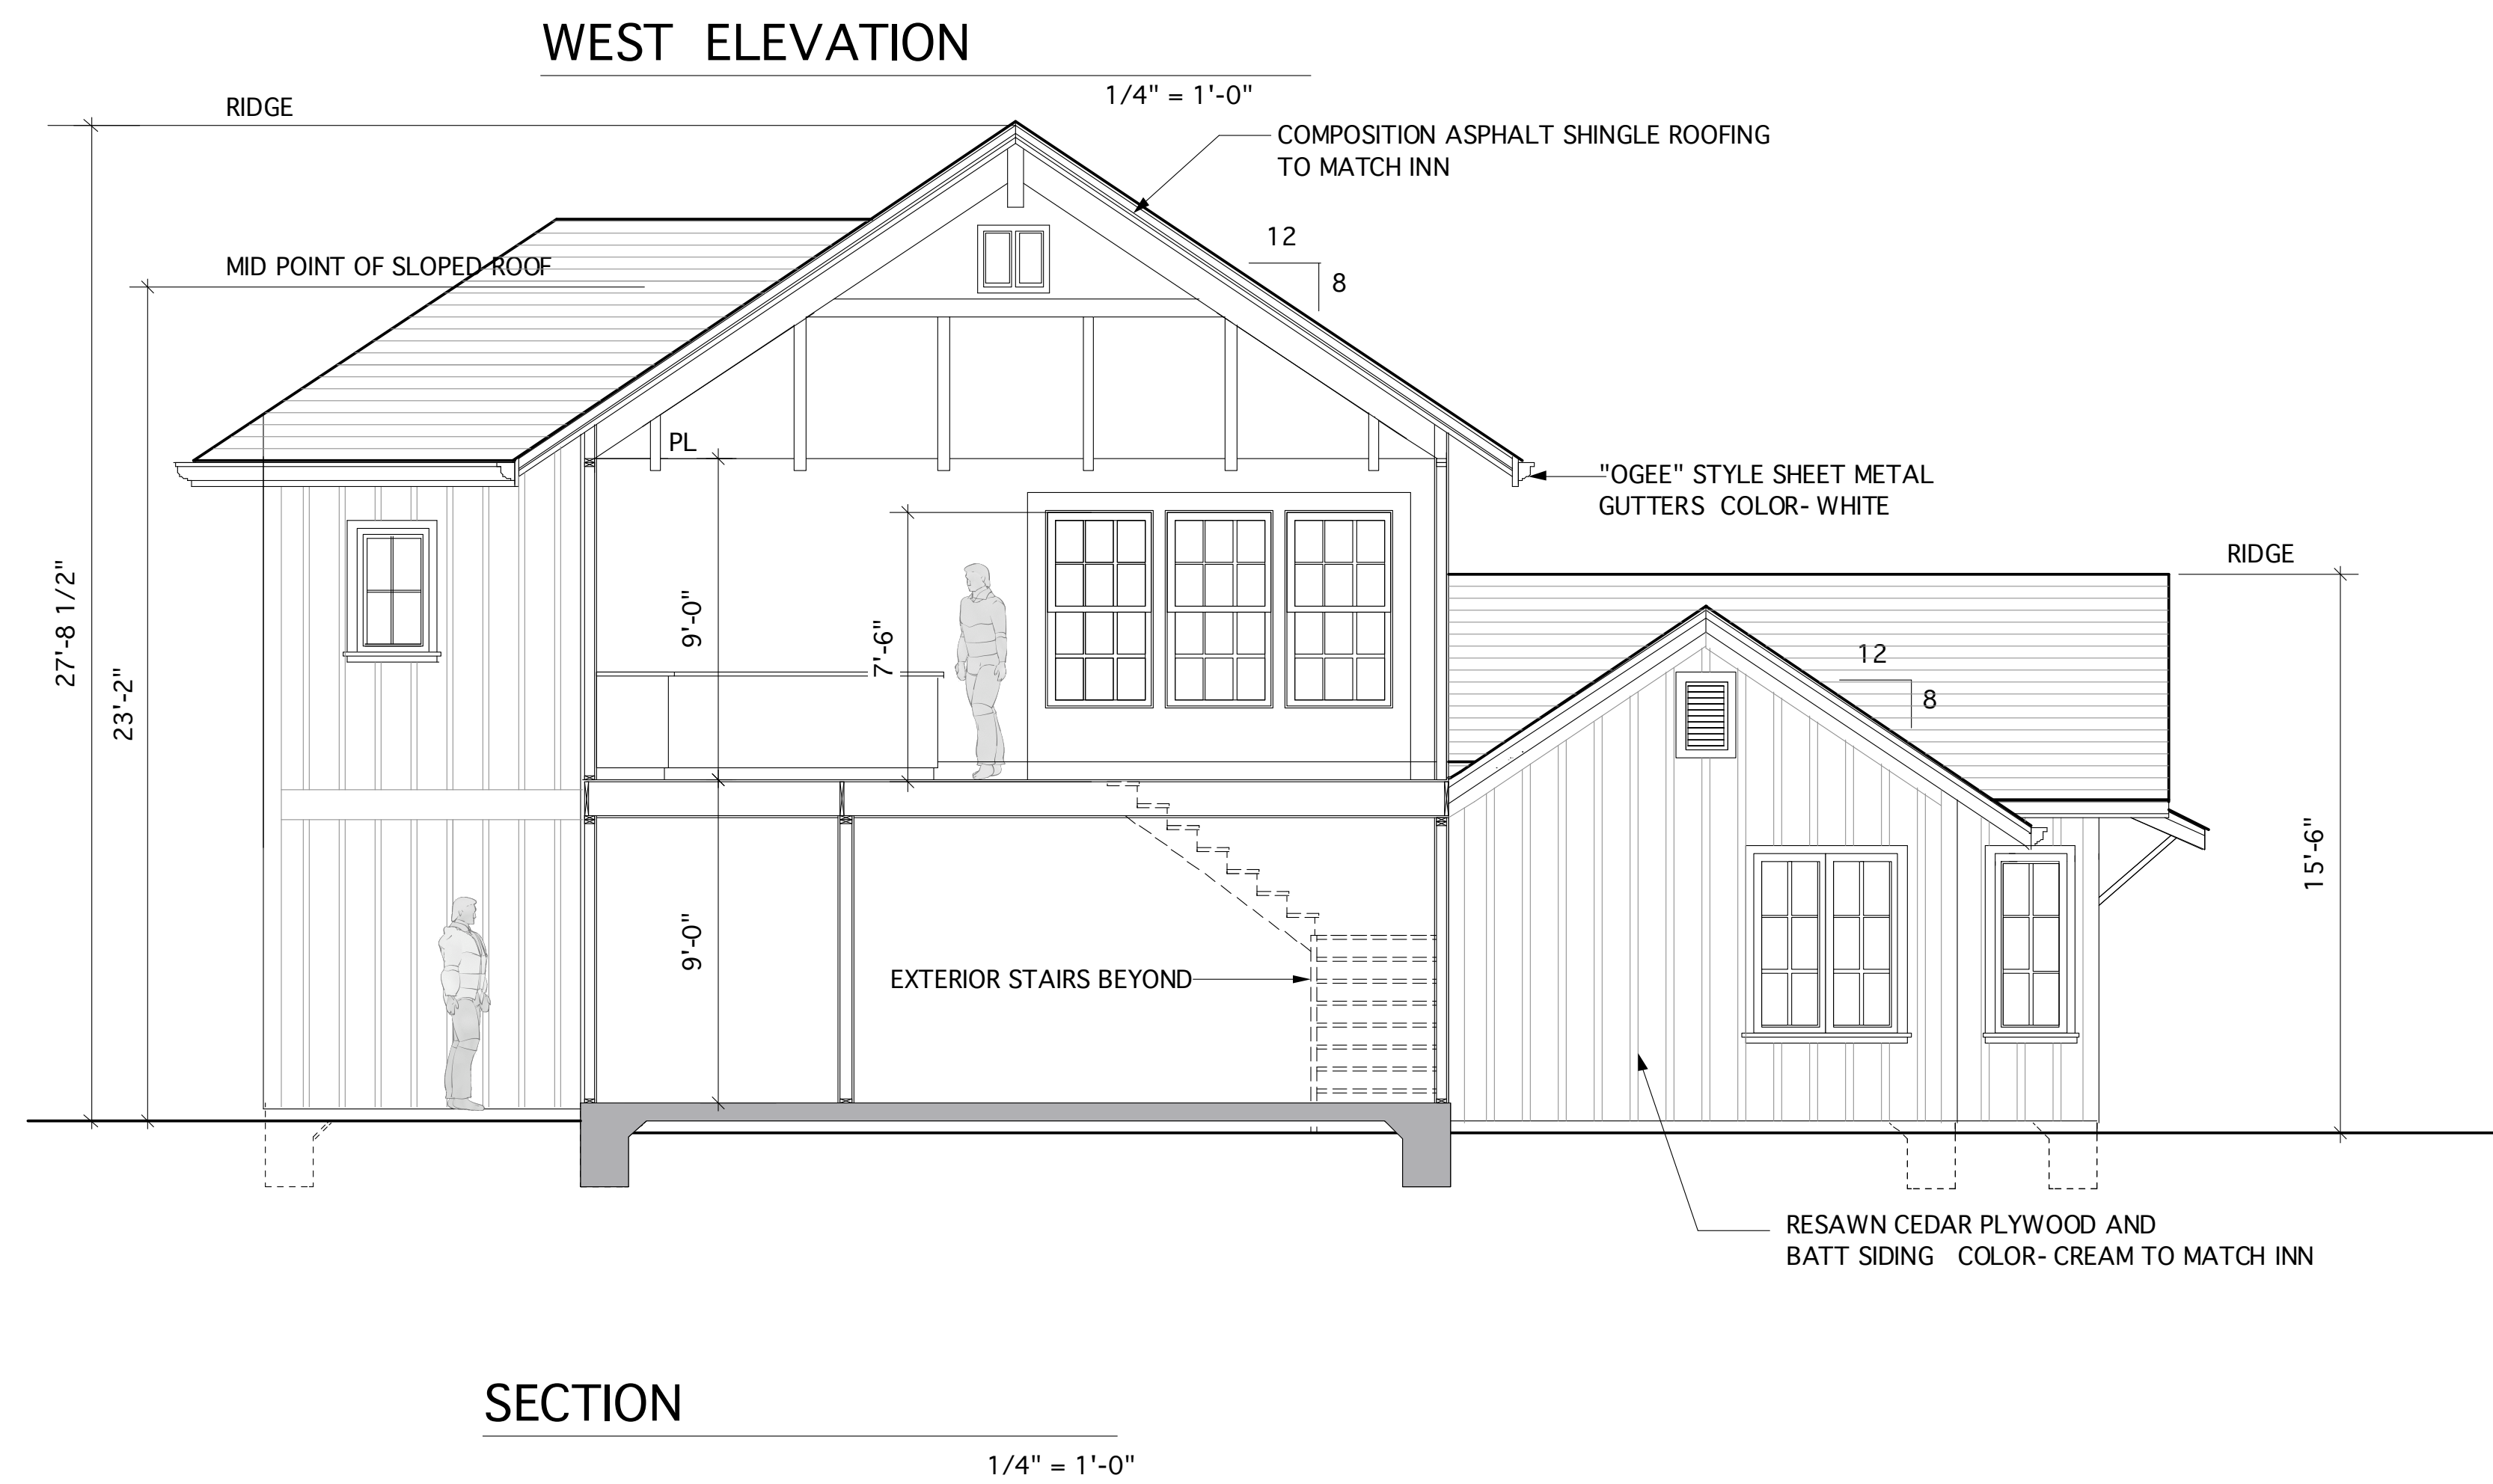 WEST ELEVATION
1/4" = 1'-0"
RIDGE
COMPOSITION ASPHALT SHINGLE ROOFING
TO MATCH INN
12
8
MID POINT OF SLOPED ROOF
PL
"OGEE" STYLE SHEET METAL
GUTTERS COLOR- WHITE
RIDGE
27'-8 1/2"
23'-2"
9'-0"
7'-6"
12
8
15'-6"
9'-0"
EXTERIOR STAIRS BEYOND
RESAWN CEDAR PLYWOOD AND
BATT SIDING COLOR- CREAM TO MATCH INN
SECTION
1/4" = 1'-0"